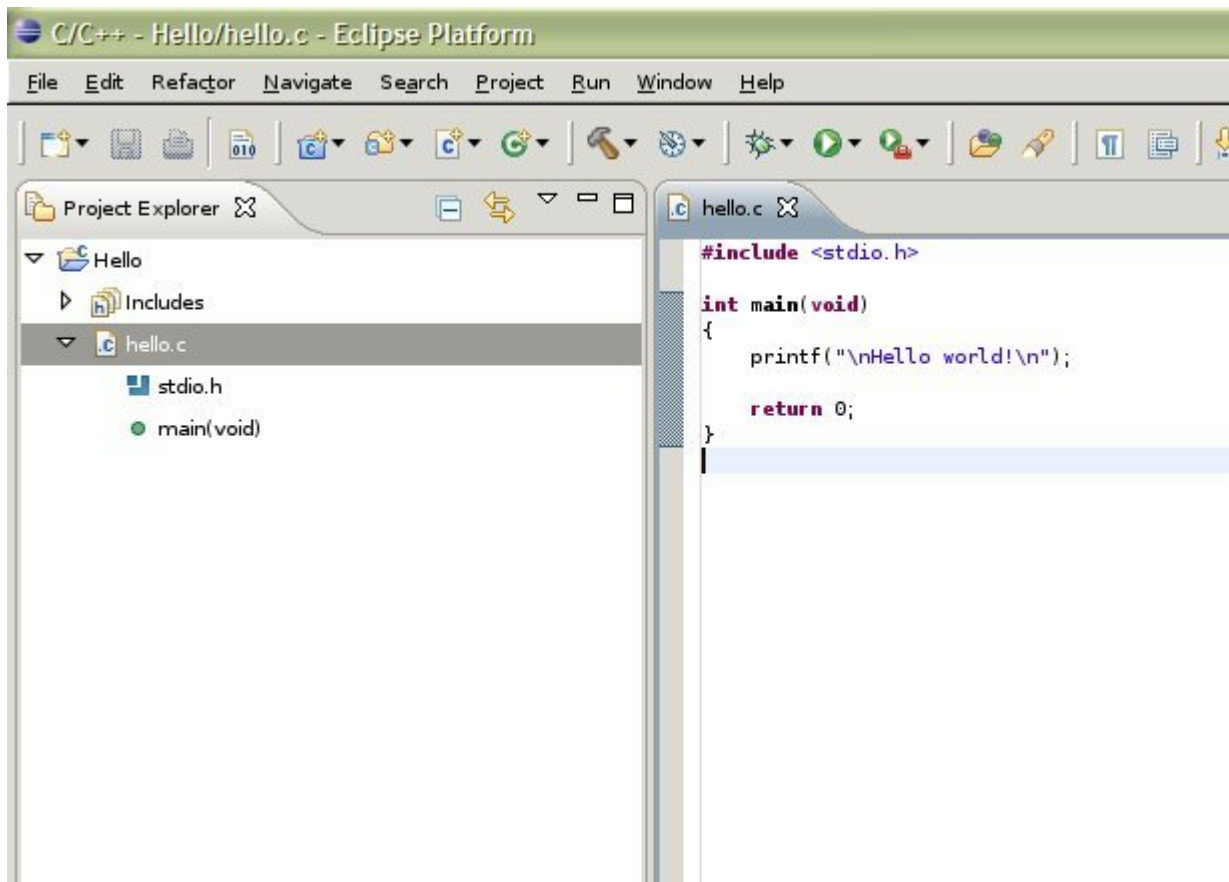 C/C++ - Hello/hello.c - Eclipse Platform
File Edit Refactor Navigate Search Project Run Window Help
010
Project Explorer
Hello
Includes
hello.c
stdio.h
main(void)
hello.c
#include <stdio.h>
int main(void)
{
printf("\nHello world!\n");
return 0;
}